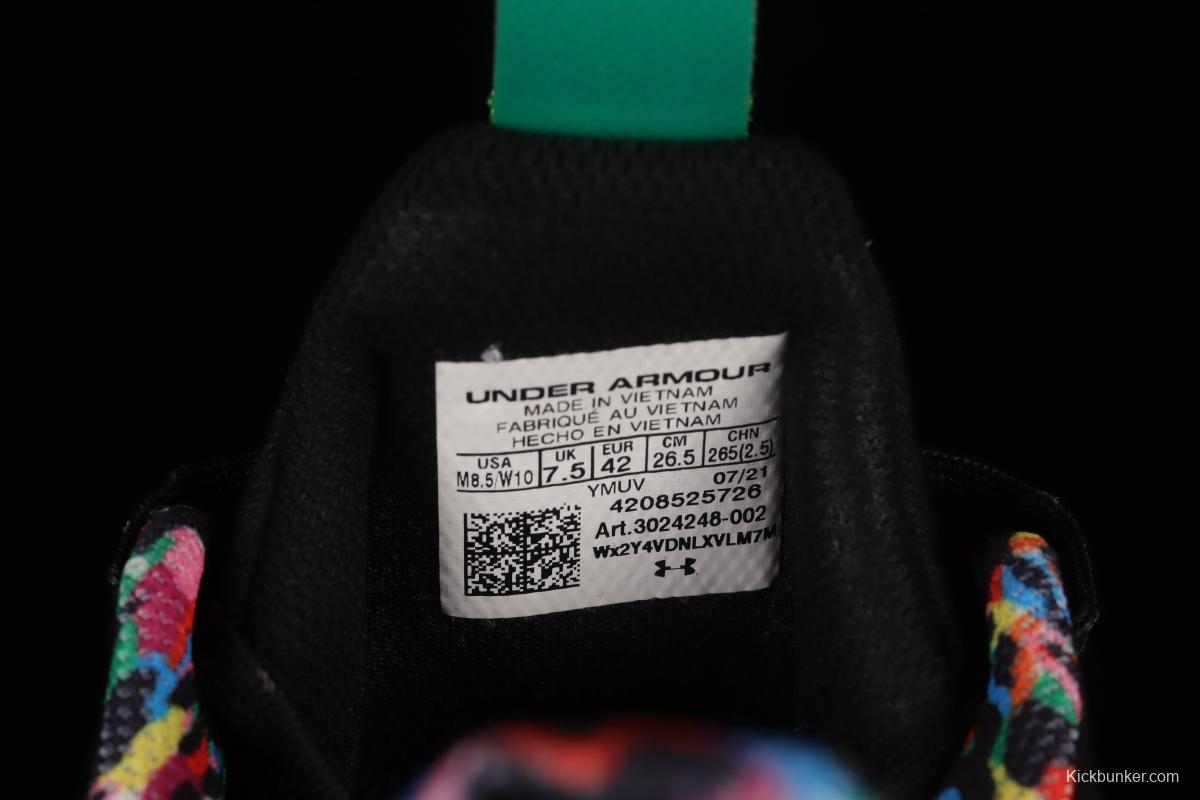 UNDER ARMOUR
MADE IN VIETNAM
FABRIQUÉ AU VIETNAM
HECHO EN VIETNAM
USA UK EUR CM CHN
M8.5/W10 7.5 42 26.5 265(2.5)
YMUV 07/21
4208525726
Art.3024248-002
Wx2Y4VDNLXVLM7M
Kickbunker.com